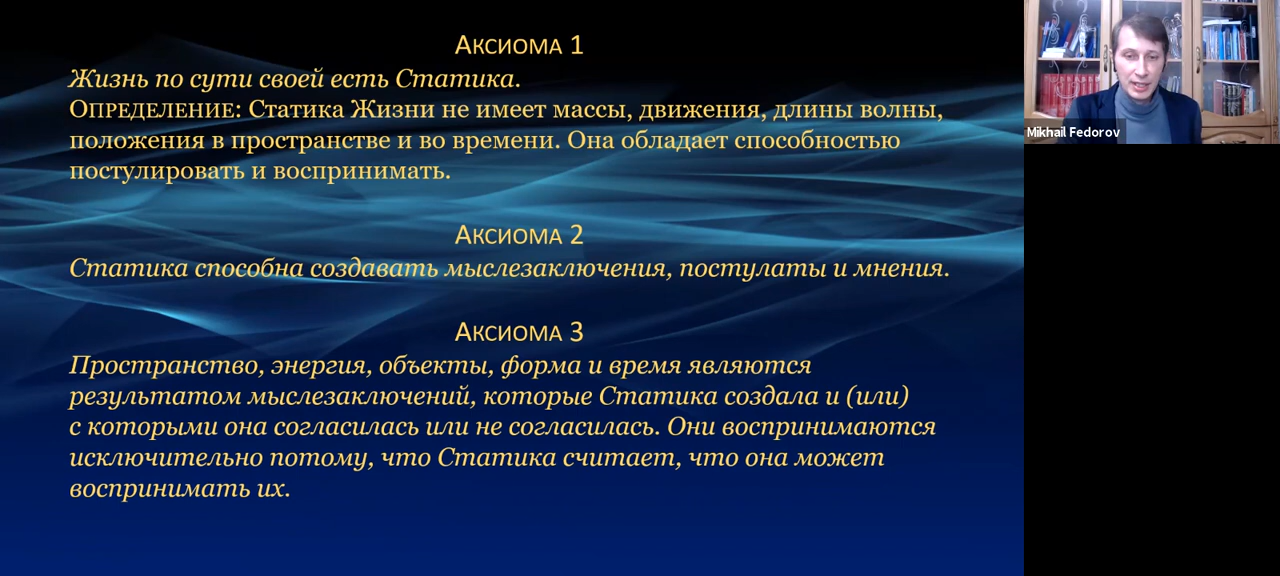 Аксиома 1
Жизнь по сути своей есть Статика.
Определение: Статика Жизни не имеет массы, движения, длины волны,
положения в пространстве и во времени. Она обладает способностью
постулировать и воспринимать.
Аксиома 2
Статика способна создавать мыслезаключения, постулаты и мнения.
Аксиома 3
Пространство, энергия, объекты, форма и время являются
результатом мыслезаключений, которые Статика создала и (или)
с которыми она согласилась или не согласилась. Они воспринимаются
исключительно потому, что Статика считает, что она может
воспринимать их.
Mikhail Fedorov